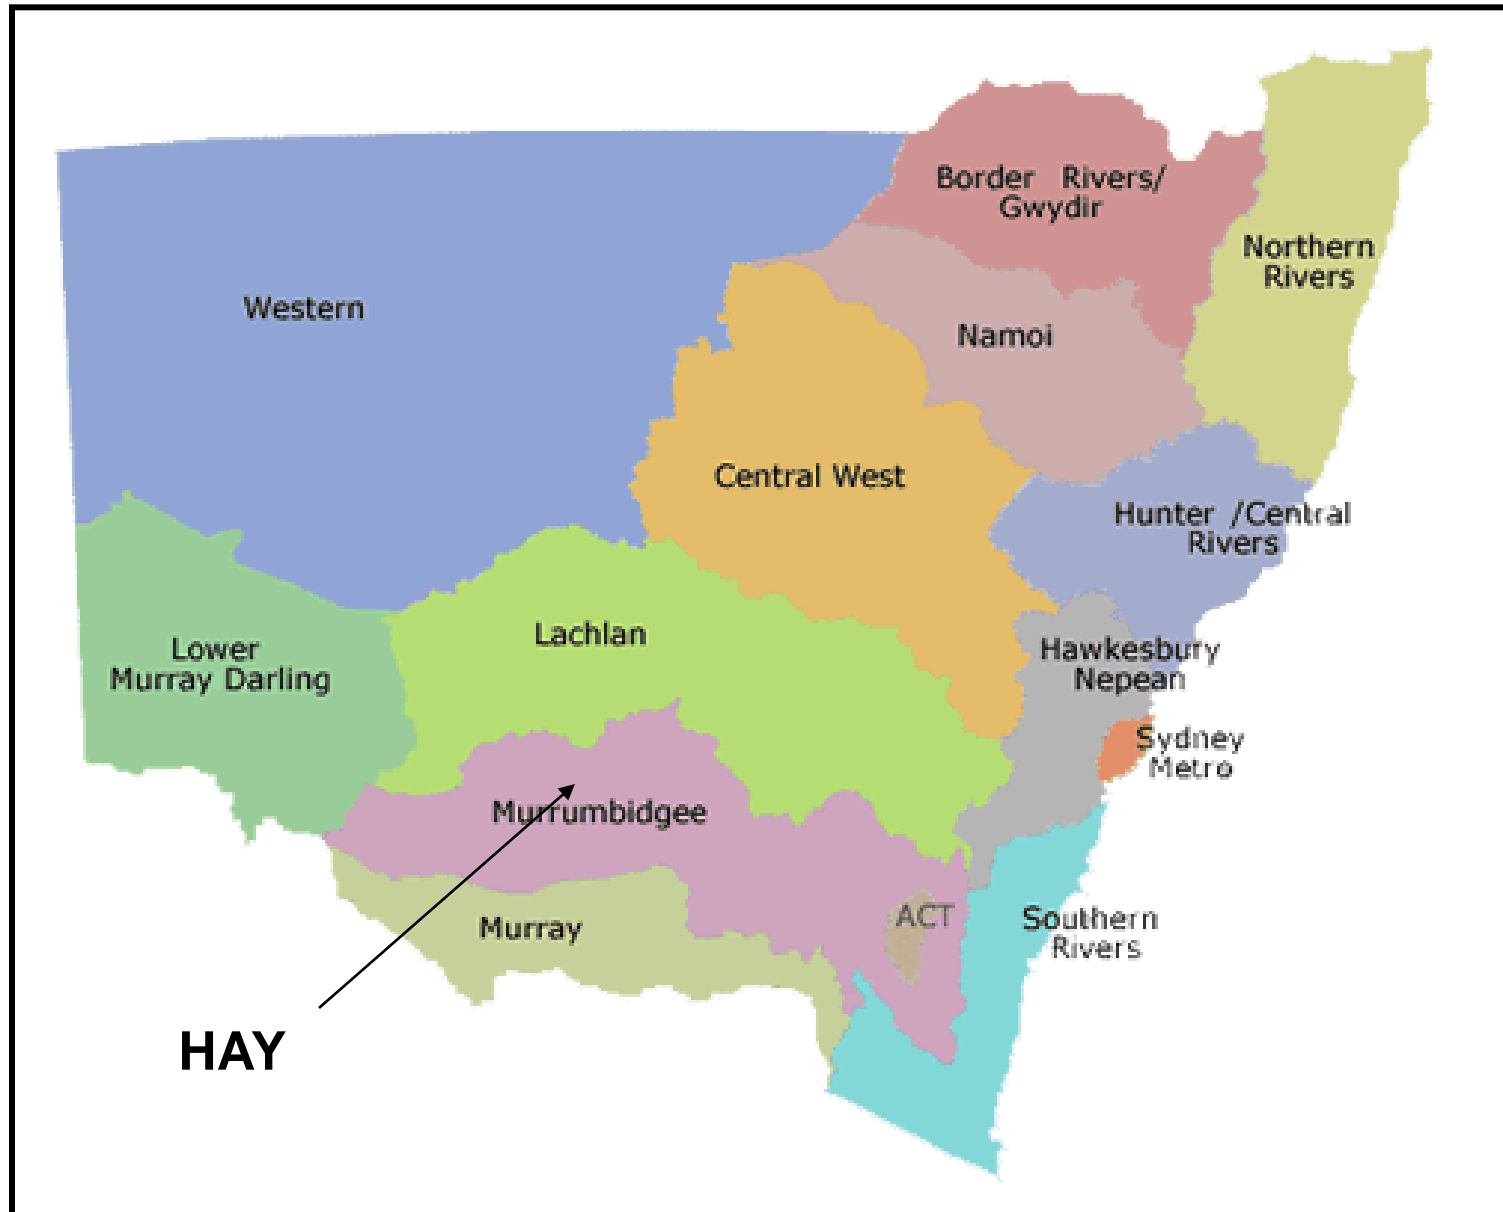 Border Rivers/
Gwydir
Northern
Rivers
Western
Namoi
Central West
Hunter /Central
Rivers
Lachlan
Lower
Murray Darling
Hawkesbury
Nepean
Sydney
Metro
Murrumbidgee
ACT
Murray
Southern
Rivers
HAY